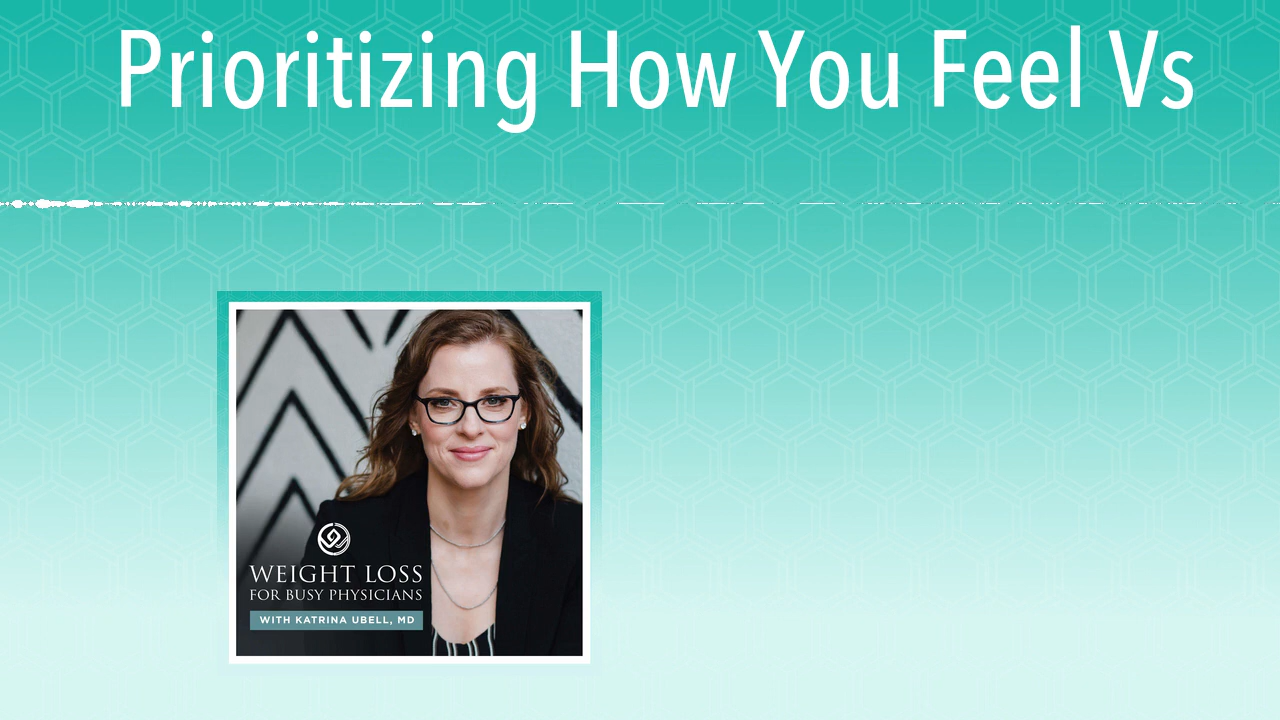 Prioritizing How You Feel Vs
WEIGHT LOSS
FOR BUSY PHYSICIANS
WITH KATRINA UBELL, MD